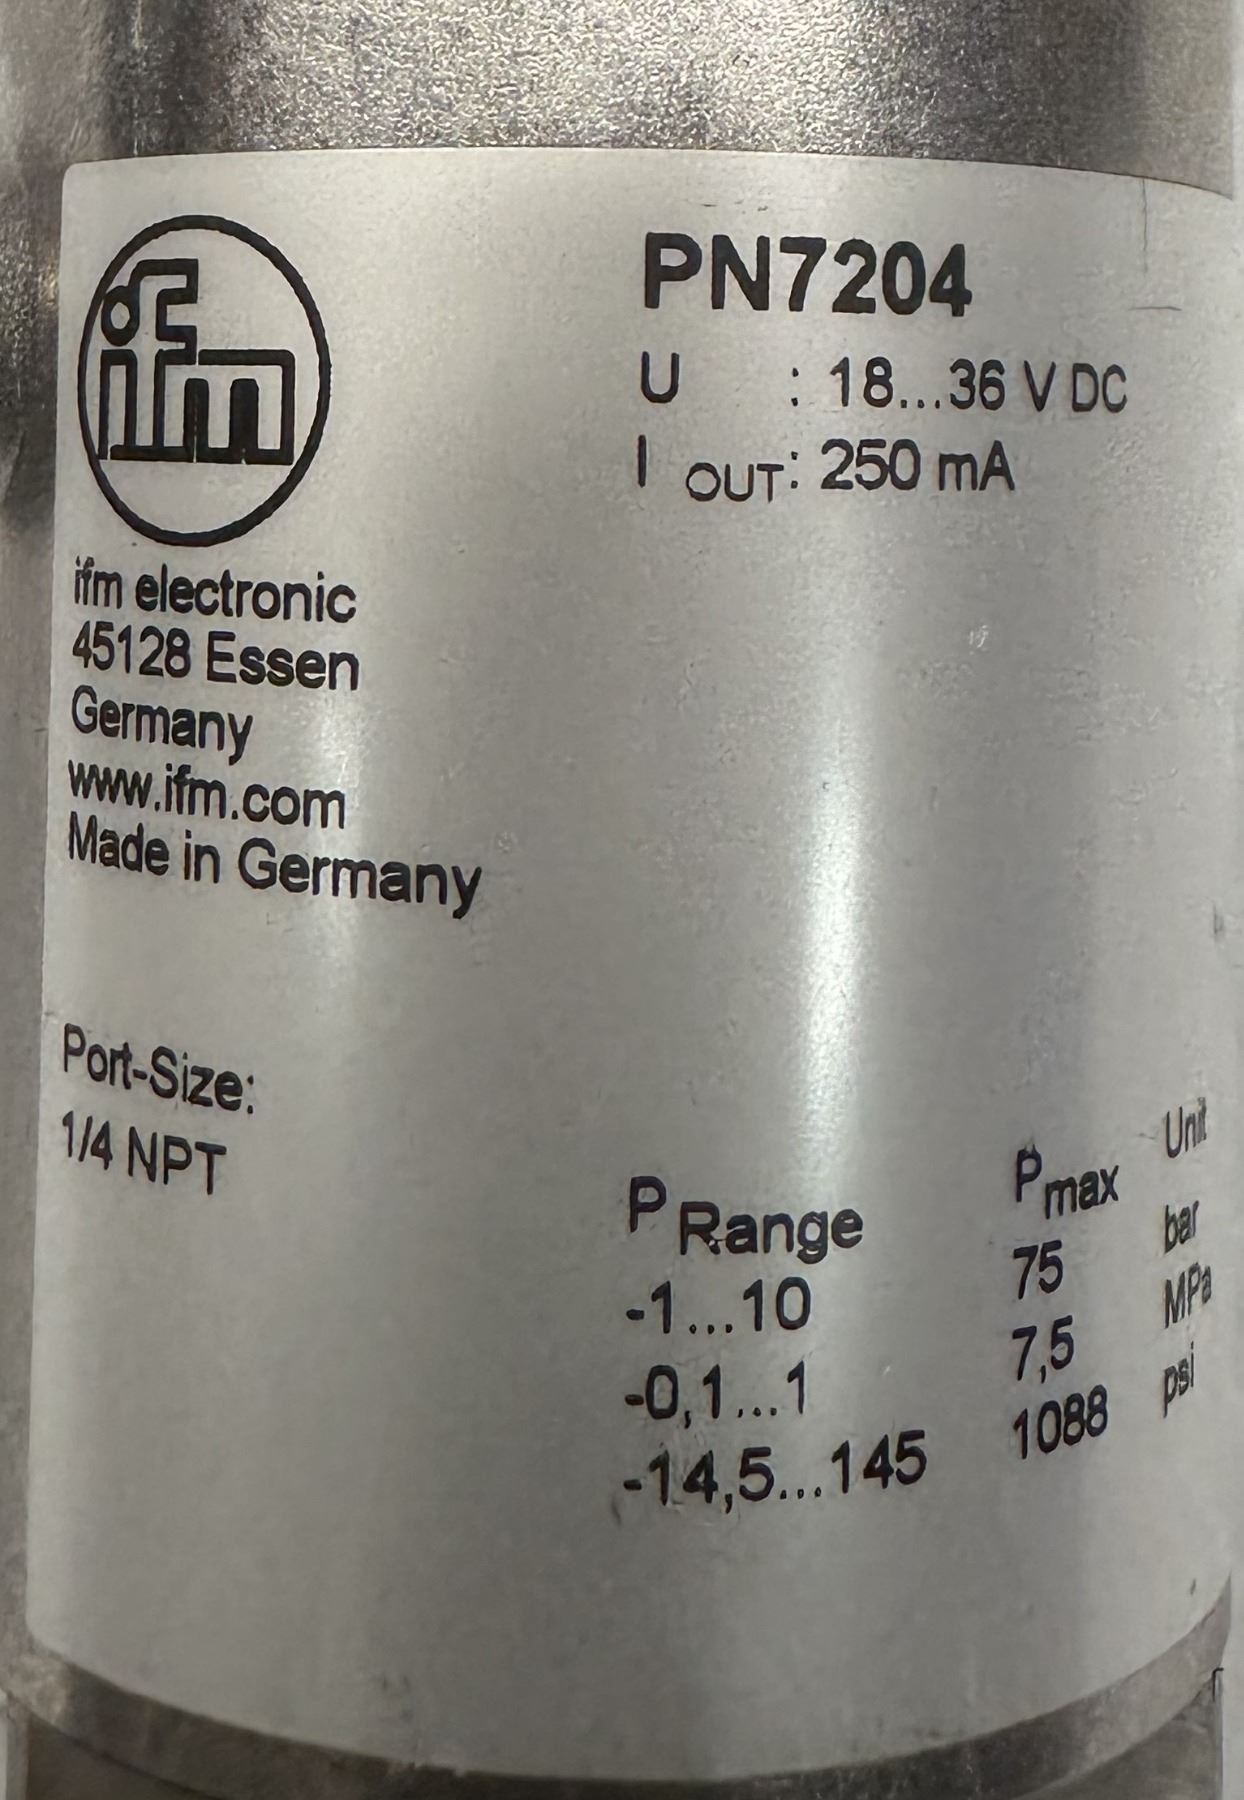 ifm
PN7204
U : 18...36 V DC
I OUT: 250 mA
ifm electronic
45128 Essen
Germany
www.ifm.com
Made in Germany
Port-Size:
1/4 NPT
P Range Pmax Unit
-1...10 75 bar
-0,1...1 7,5 MPa
-14,5...145 1088 psi